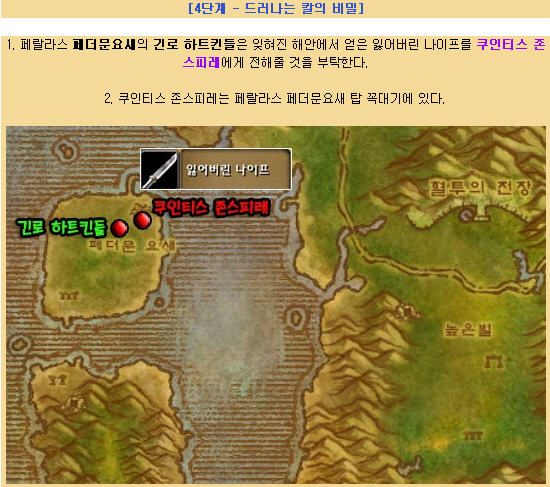 [4단계 - 드러나는 칼의 비밀]
1. 페랄라스 페더문요새의 긴로 하트킨들은 잊혀진 해안에서 얻은 잃어버린 나이프를 쿠인티스 존
스피레에게 전해줄 것을 부탁한다.
2. 쿠인티스 존스피레는 페랄라스 페더문요새 탑 꼭대기에 있다.
잃어버린 나이프
혈투의 전장
쿠인티스 존스피레
긴로 하트킨들
페더문 요새
높은벌